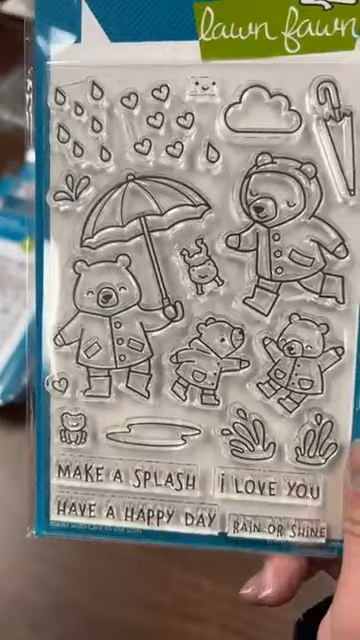 lawn fawn
MAKE A SPLASH
I LOVE YOU
HAVE A HAPPY DAY
RAIN OR SHINE